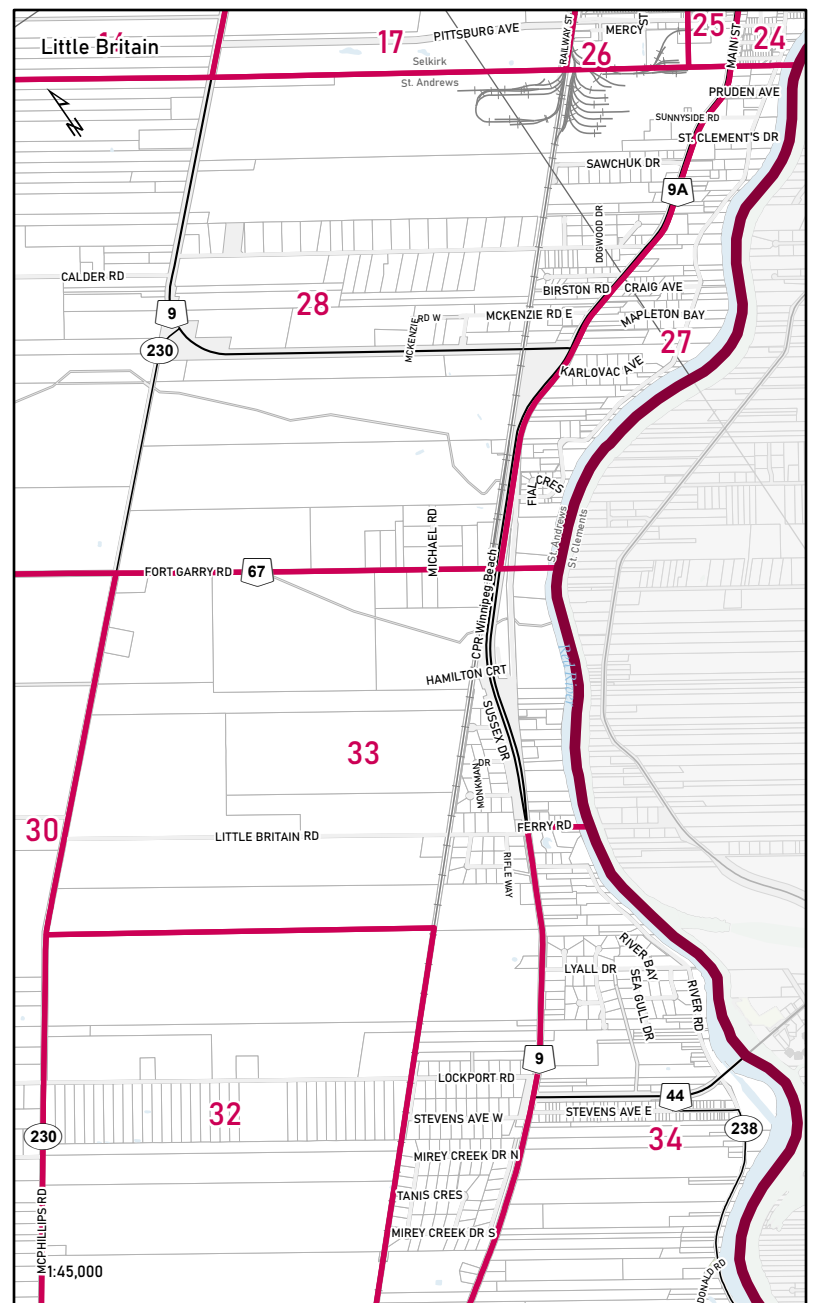 Little Britain
17
PITTSBURG AVE
RAILWAY ST
MERCY ST
25
MAIN ST
24
26
Selkirk
St. Andrews
N
PRUDEN AVE
SUNNYSIDE RD
ST. CLEMENT'S DR
SAWCHUK DR
9A
DOGWOOD DR
CALDER RD
28
BIRSTON RD
CRAIG AVE
9
MCKENZIE RD W
MCKENZIE RD E
MAPLETON BAY
230
27
KARLOVAC AVE
FIAL CRES
MICHAEL RD
St. Andrews
St. Clements
FORT GARRY RD
67
CPR Winnipeg Beach
Red River
HAMILTON CRT
SUSSEX DR
33
MONKMAN DR
30
LITTLE BRITAIN RD
FERRY RD
RIFLE WAY
RIVER BAY
LYALL DR
SEA GULL DR
RIVER RD
9
LOCKPORT RD
44
32
STEVENS AVE W
STEVENS AVE E
230
34
238
MIREY CREEK DR N
TANIS CRES
MCPHILLIPS RD
MIREY CREEK DR S
1:45,000
DONALD RD